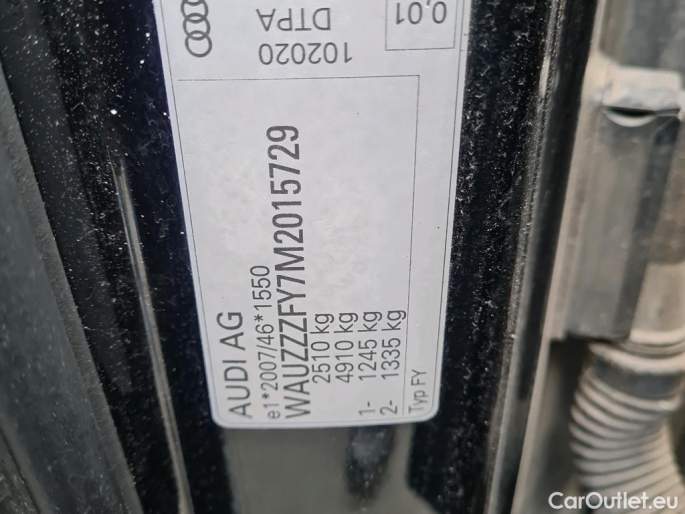 AUDI AG
e1*2007/46*1550
WAUZZZFY7M2015729
2510 kg
4910 kg
1- 1245 kg
2- 1335 kg
Typ FY
102020
DTPA
0,01
CarOutlet.eu